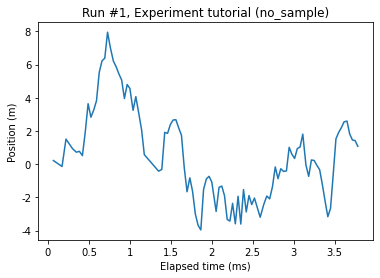 Run #1, Experiment tutorial (no_sample)
8
6
4
2
0
-2
-4
Position (m)
0 0.5 1 1.5 2 2.5 3 3.5
Elapsed time (ms)